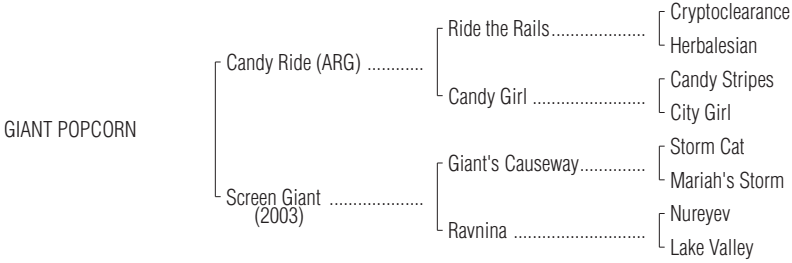 Cryptoclearance
Ride the Rails
Herbalesian
Candy Ride (ARG)
Candy Stripes
Candy Girl
City Girl
GIANT POPCORN
Storm Cat
Giant's Causeway
Mariah's Storm
Screen Giant
(2003)
Nureyev
Ravnina
Lake Valley